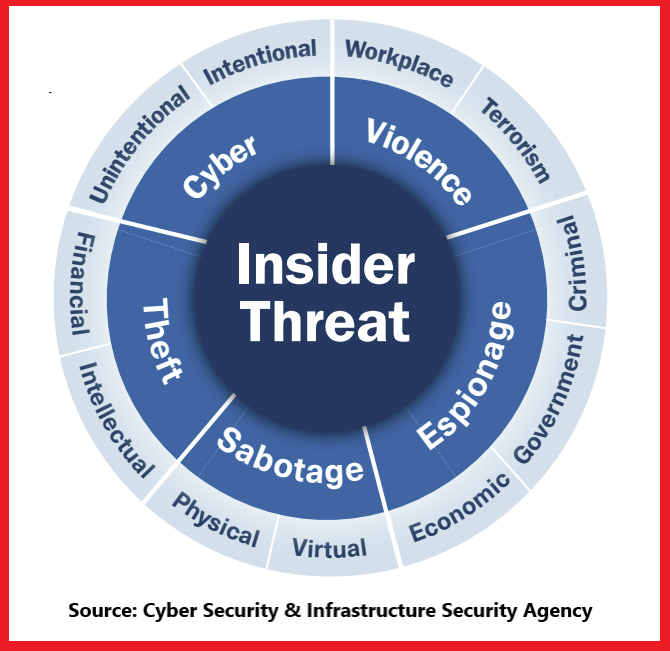 Insider
Threat
Violence
Workplace
Terrorism
Espionage
Criminal
Government
Economic
Sabotage
Virtual
Physical
Theft
Intellectual
Financial
Cyber
Unintentional
Intentional
Source: Cyber Security & Infrastructure Security Agency